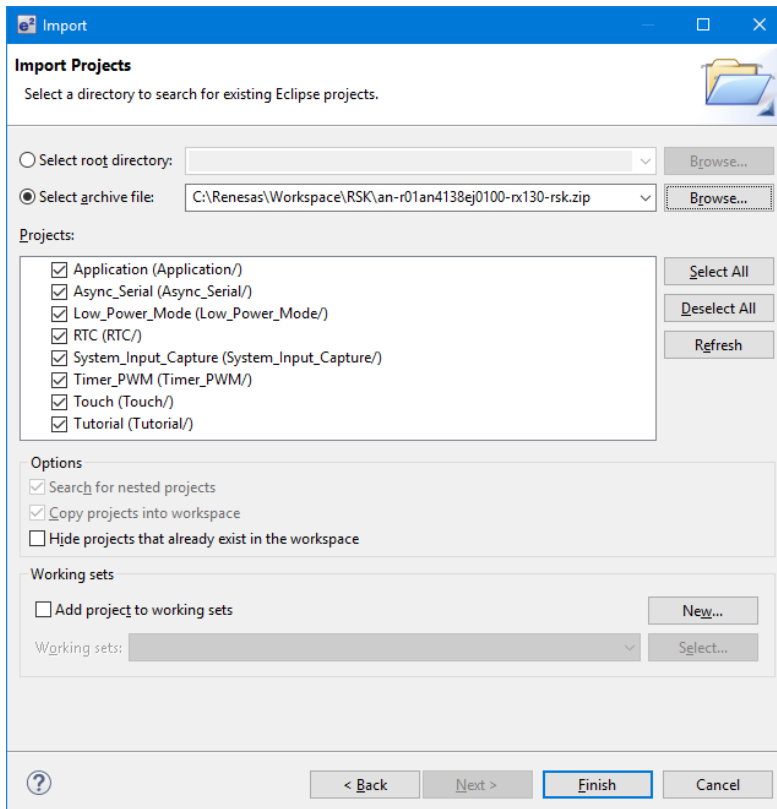 e² Import
Import Projects
Select a directory to search for existing Eclipse projects.
Select root directory:
Browse...
Select archive file:
C:\Renesas\Workspace\RSK\an-r01an4138ej0100-rx130-rsk.zip
Browse...
Projects:
Application (Application/)
Async_Serial (Async_Serial/)
Low_Power_Mode (Low_Power_Mode/)
RTC (RTC/)
System_Input_Capture (System_Input_Capture/)
Timer_PWM (Timer_PWM/)
Touch (Touch/)
Tutorial (Tutorial/)
Select All
Deselect All
Refresh
Options
Search for nested projects
Copy projects into workspace
Hide projects that already exist in the workspace
Working sets
Add project to working sets
New...
Working sets:
Select...
?
< Back
Next >
Finish
Cancel